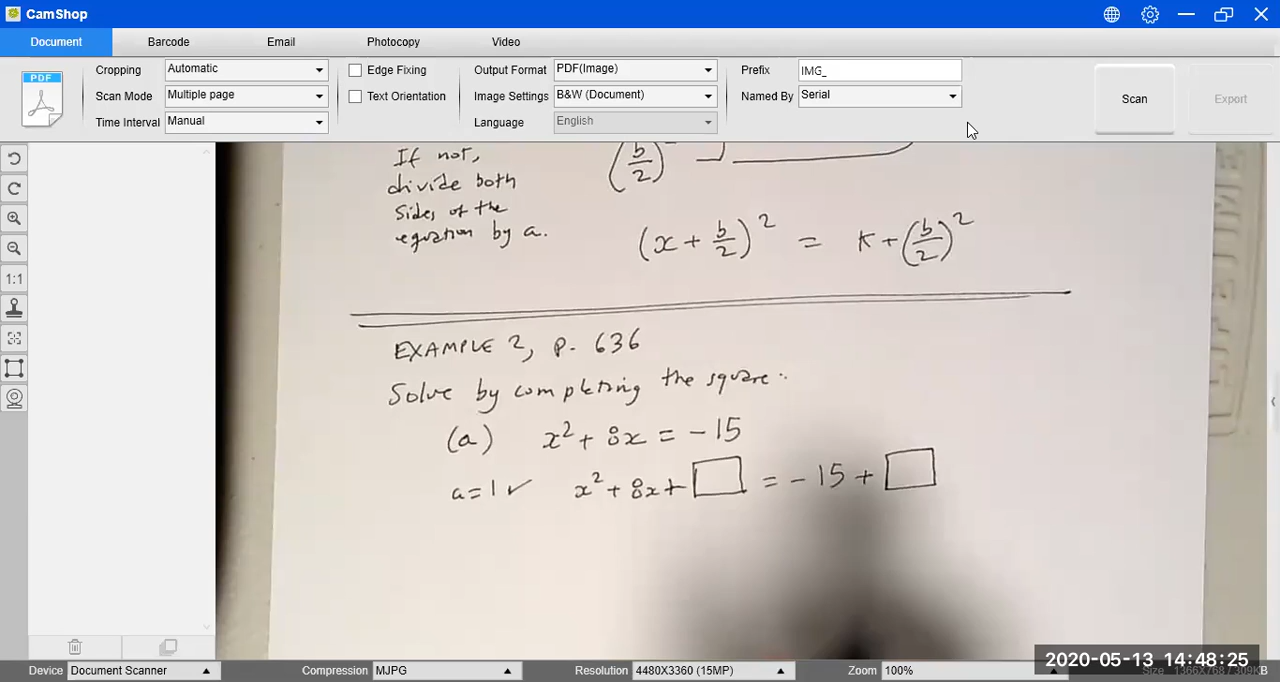 CamShop
Document Barcode Email Photocopy Video
Cropping Automatic Edge Fixing Output Format PDF(Image) Prefix IMG_
PDF Scan Mode Multiple page Text Orientation Image Settings B&W (Document) Named By Serial Scan Export
Time Interval Manual Language English
If not,
divide both
sides of the
equation by a.
(b/2)²
(x + b/2)² = K + (b/2)²
EXAMPLE 2, P. 636
Solve by completing the square:
(a) x² + 8x = -15
a = 1 ✓ x² + 8x + □ = -15 + □
1:1
2020-05-13 14:48:25
Device Document Scanner Compression MJPG Resolution 4480X3360 (15MP) Zoom 100%